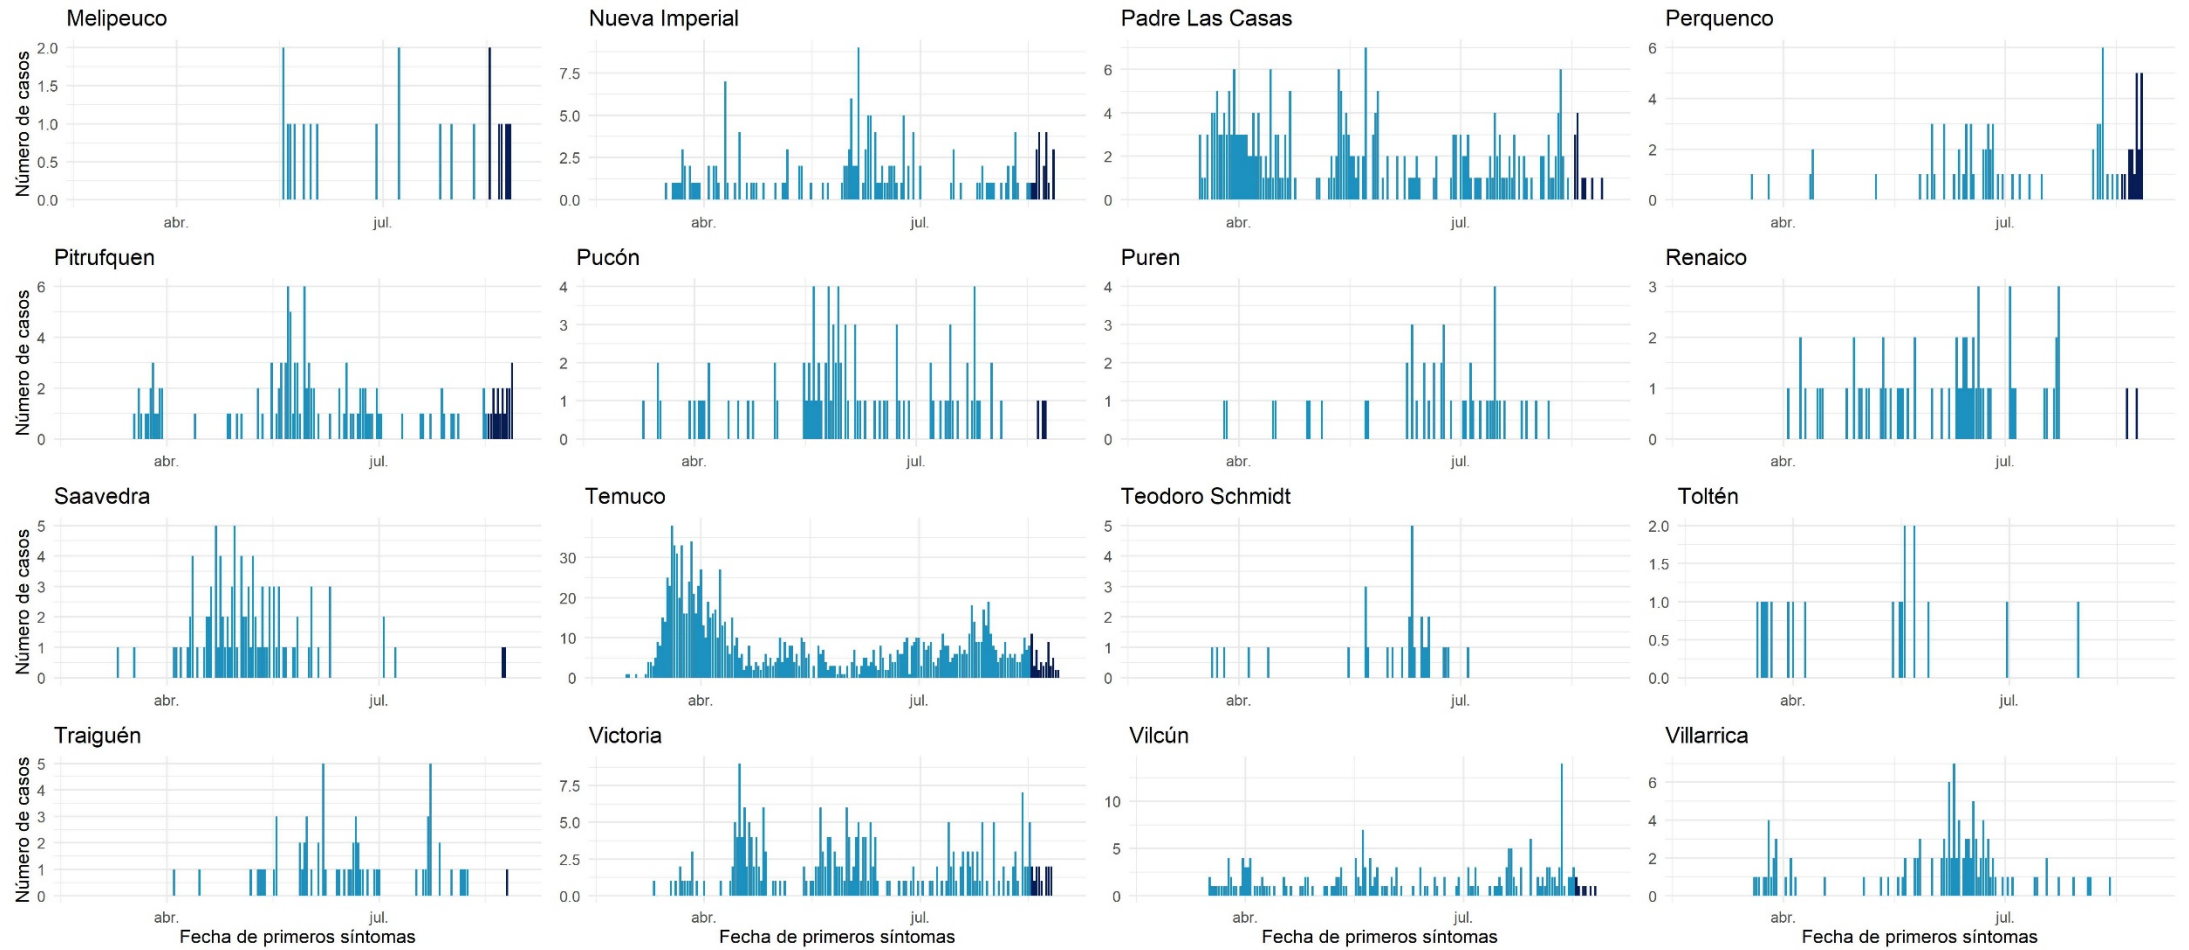 Melipeuco
Nueva Imperial
Padre Las Casas
Perquenco
Número de casos
2.0
1.5
1.0
0.5
0.0
abr.
jul.
7.5
5.0
2.5
0.0
abr.
jul.
6
4
2
0
abr.
jul.
6
4
2
0
abr.
jul.
Pitrufquen
Pucón
Puren
Renaico
Número de casos
6
4
2
0
abr.
jul.
4
3
2
1
0
abr.
jul.
4
3
2
1
0
abr.
jul.
3
2
1
0
abr.
jul.
Saavedra
Temuco
Teodoro Schmidt
Toltén
Número de casos
5
4
3
2
1
0
abr.
jul.
30
20
10
0
abr.
jul.
5
4
3
2
1
0
abr.
jul.
2.0
1.5
1.0
0.5
0.0
abr.
jul.
Traiguén
Victoria
Vilcún
Villarrica
Número de casos
5
4
3
2
1
0
abr.
jul.
Fecha de primeros síntomas
7.5
5.0
2.5
0.0
abr.
jul.
Fecha de primeros síntomas
10
5
0
abr.
jul.
Fecha de primeros síntomas
6
4
2
0
abr.
jul.
Fecha de primeros síntomas